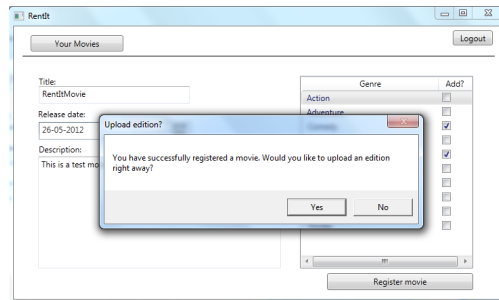 RentIt
Your Movies
Logout
Title:
RentItMovie
Release date:
26-05-2012
Description:
This is a test mo
Genre Add?
Action
Adventure
Upload edition?
You have successfully registered a movie. Would you like to upload an edition
right away?
Yes No
Register movie